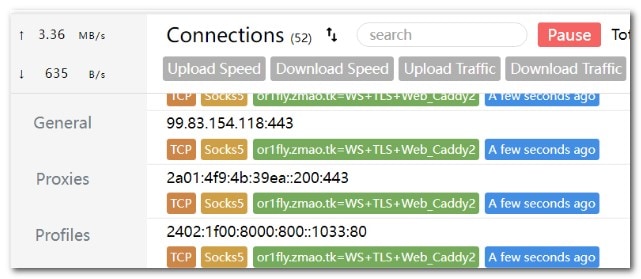 ↑ 3.36 MB/s
↓ 635 B/s
General
Proxies
Profiles
Connections (52) search Pause Tot
Upload Speed Download Speed Upload Traffic Download Traffic
TCP Socks5 or1fly.zmao.tk=WS+TLS+Web_Caddy2 A few seconds ago
99.83.154.118:443
TCP Socks5 or1fly.zmao.tk=WS+TLS+Web_Caddy2 A few seconds ago
2a01:4f9:4b:39ea::200:443
TCP Socks5 or1fly.zmao.tk=WS+TLS+Web_Caddy2 A few seconds ago
2402:1f00:8000:800::1033:80
TCP Socks5 or1fly.zmao.tk=WS+TLS+Web_Caddy2 A few seconds ago